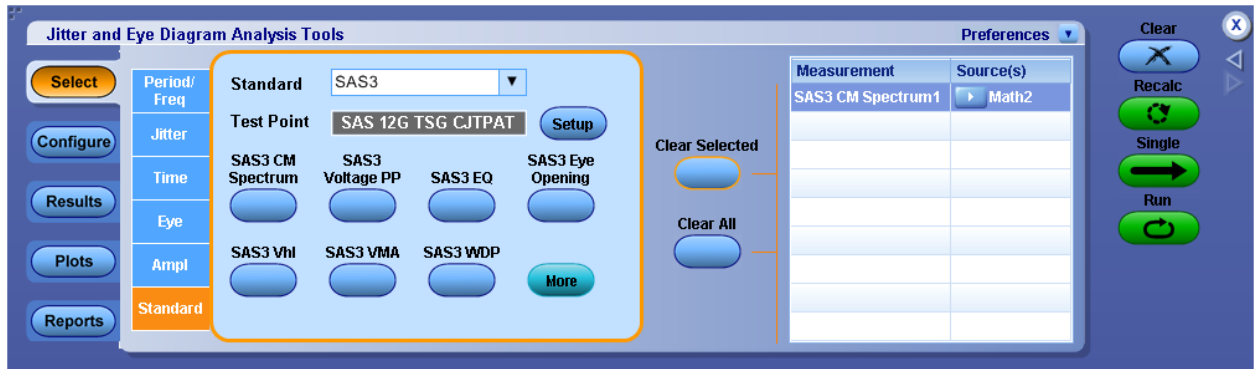 Jitter and Eye Diagram Analysis Tools
Preferences
Clear
X
Select
Configure
Results
Plots
Reports
Period/
Freq
Jitter
Time
Eye
Ampl
Standard
Standard
SAS3
Test Point
SAS 12G TSG CJTPAT
Setup
SAS3 CM
Spectrum
SAS3
Voltage PP
SAS3 EQ
SAS3 Eye
Opening
SAS3 Vhl
SAS3 VMA
SAS3 WDP
More
Clear Selected
Clear All
Measurement
Source(s)
SAS3 CM Spectrum1
Math2
Recalc
Single
Run